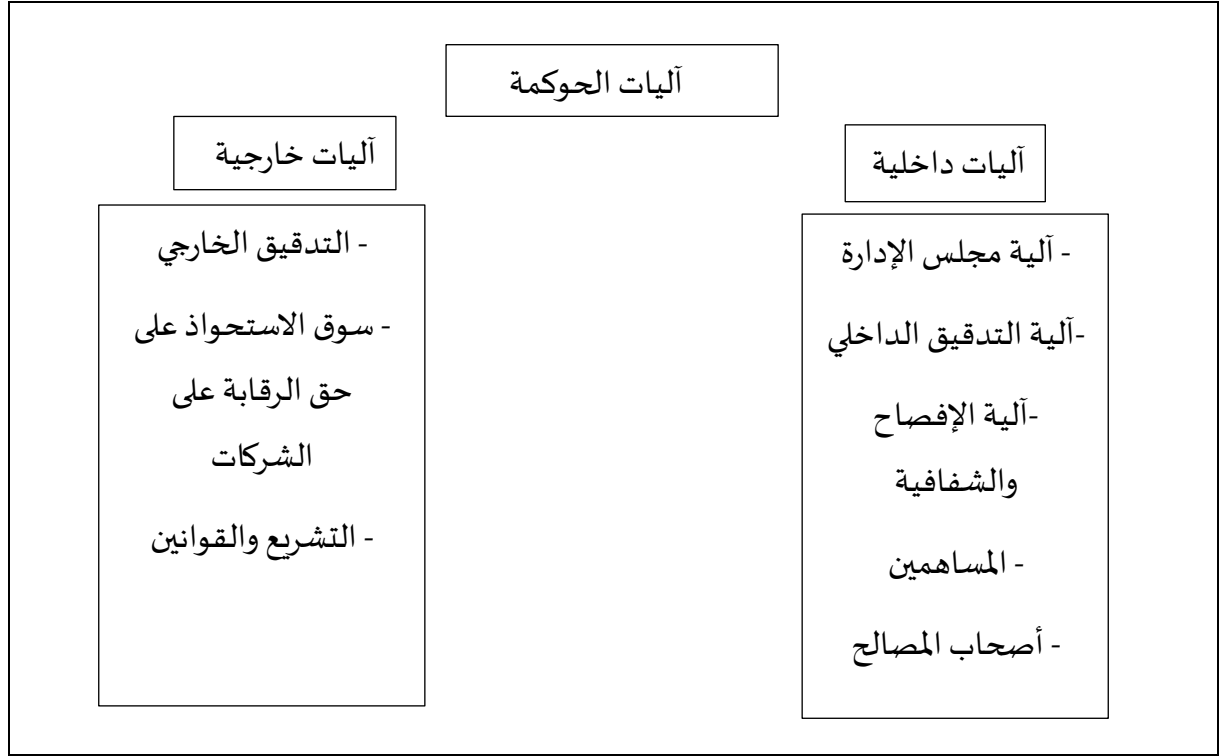 آليات الحوكمة
آليات داخلية
- آلية مجلس الإدارة
-آلية التدقيق الداخلي
-آلية الإفصاح
والشفافية
- المساهمين
- أصحاب المصالح
آليات خارجية
- التدقيق الخارجي
- سوق الاستحواذ على
حق الرقابة على
الشركات
- التشريع والقوانين